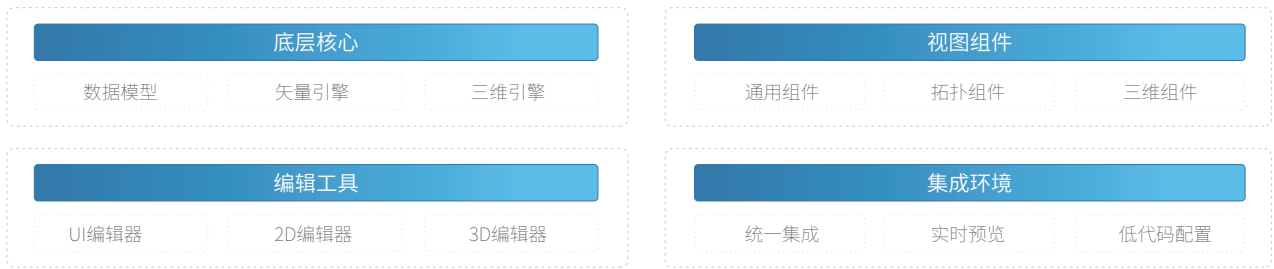 底层核心
数据模型 矢量引擎 三维引擎
视图组件
通用组件 拓扑组件 三维组件
编辑工具
UI编辑器 2D编辑器 3D编辑器
集成环境
统一集成 实时预览 低代码配置